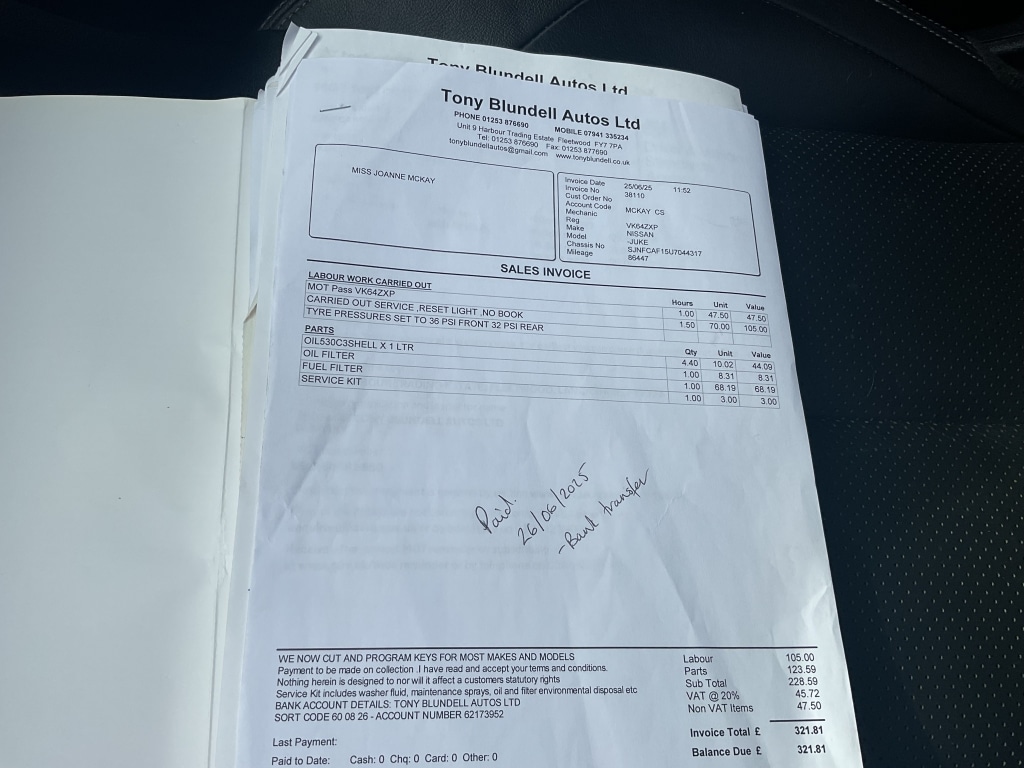 Tony Blundell Autos Ltd
Tony Blundell Autos Ltd
PHONE 01253 876690 MOBILE 07941 335234
Unit 9 Harbour Trading Estate Fleetwood FY7 7PA
Tel: 01253 876690 Fax: 01253 877690
tonyblundellautos@gmail.com www.tonyblundell.co.uk
MISS JOANNE MCKAY
Invoice Date 25/06/25 11:52
Invoice No 38110
Cust Order No
Account Code MCKAY CS
Mechanic
Reg VK64ZXP
Make NISSAN
Model -JUKE
Chassis No SJNFCAF15U7044317
Mileage 86447
SALES INVOICE
LABOUR WORK CARRIED OUT Hours Unit Value
MOT Pass VK64ZXP 1.00 47.50 47.50
CARRIED OUT SERVICE ,RESET LIGHT ,NO BOOK 1.50 70.00 105.00
TYRE PRESSURES SET TO 36 PSI FRONT 32 PSI REAR
PARTS Qty Unit Value
OIL530C3SHELL X 1 LTR 4.40 10.02 44.09
OIL FILTER 1.00 8.31 8.31
FUEL FILTER 1.00 68.19 68.19
SERVICE KIT 1.00 3.00 3.00
Paid.
26/06/2025
-Bank transfer
WE NOW CUT AND PROGRAM KEYS FOR MOST MAKES AND MODELS
Payment to be made on collection .I have read and accept your terms and conditions.
Nothing herein is designed to nor will it affect a customers statutory rights
Service Kit includes washer fluid, maintenance sprays, oil and filter environmental disposal etc
BANK ACCOUNT DETAILS: TONY BLUNDELL AUTOS LTD
SORT CODE 60 08 26 - ACCOUNT NUMBER 62173952
Labour 105.00
Parts 123.59
Sub Total 228.59
VAT @ 20% 45.72
Non VAT Items 47.50
Invoice Total £ 321.81
Balance Due £ 321.81
Last Payment:
Paid to Date: Cash: 0 Chq: 0 Card: 0 Other: 0